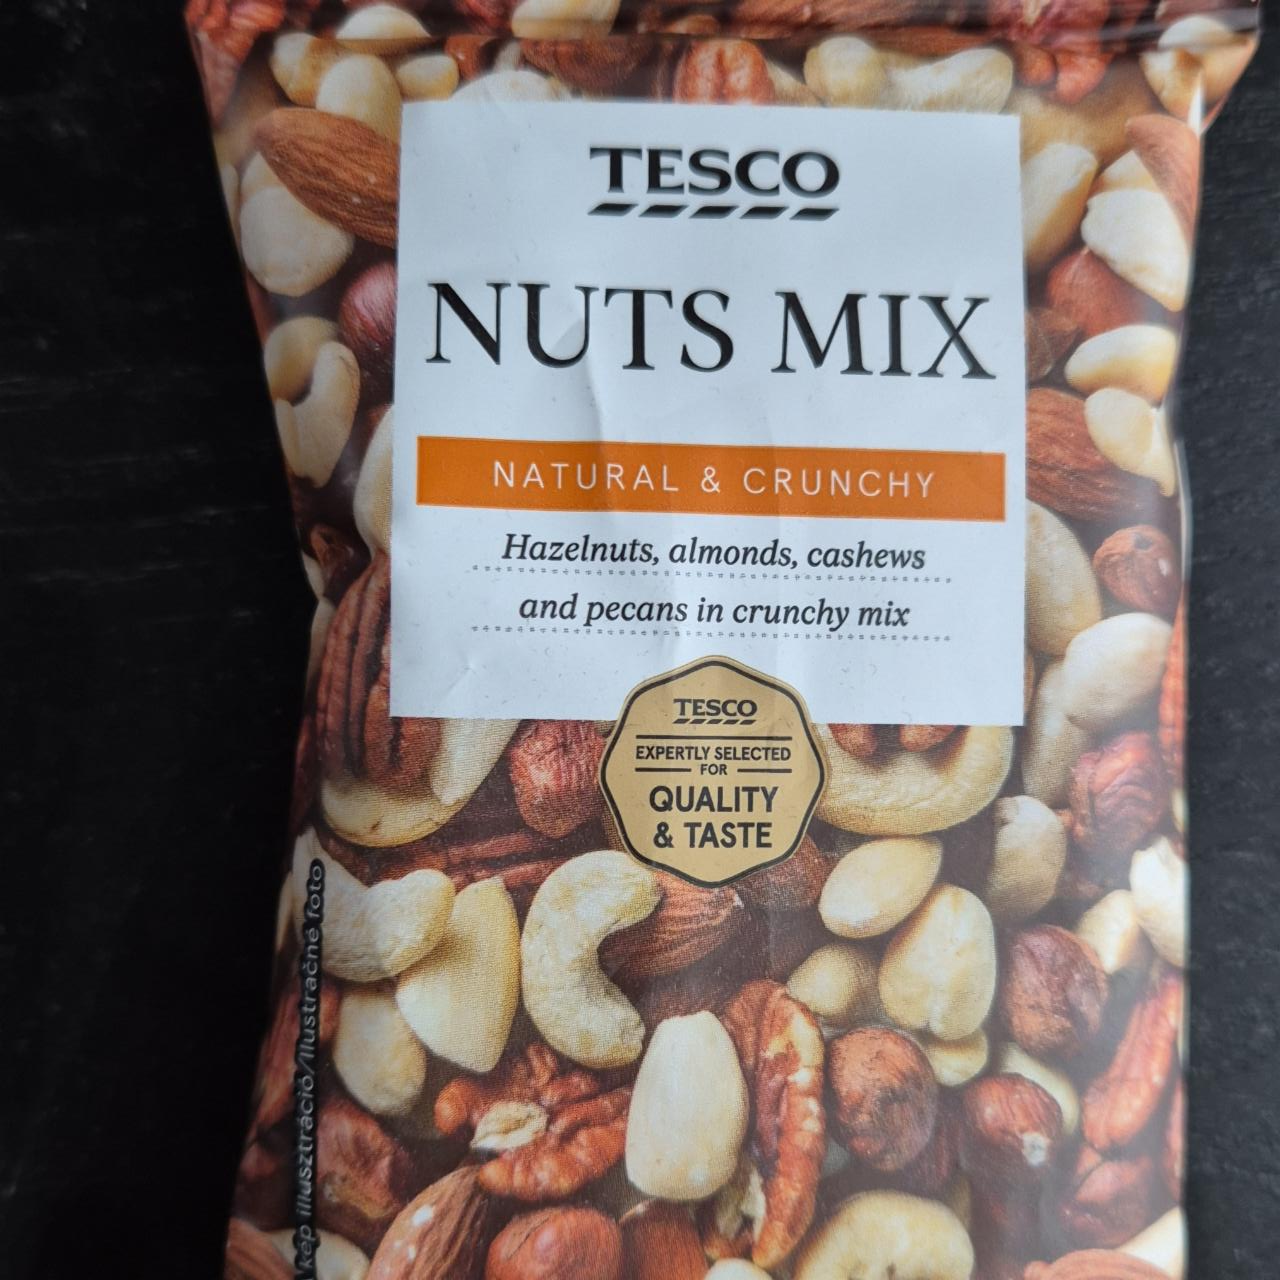 TESCO
NUTS MIX
NATURAL & CRUNCHY
Hazelnuts, almonds, cashews
and pecans in crunchy mix
TESCO
EXPERTLY SELECTED
FOR
QUALITY
& TASTE
kép illusztráció/Ilustračné foto